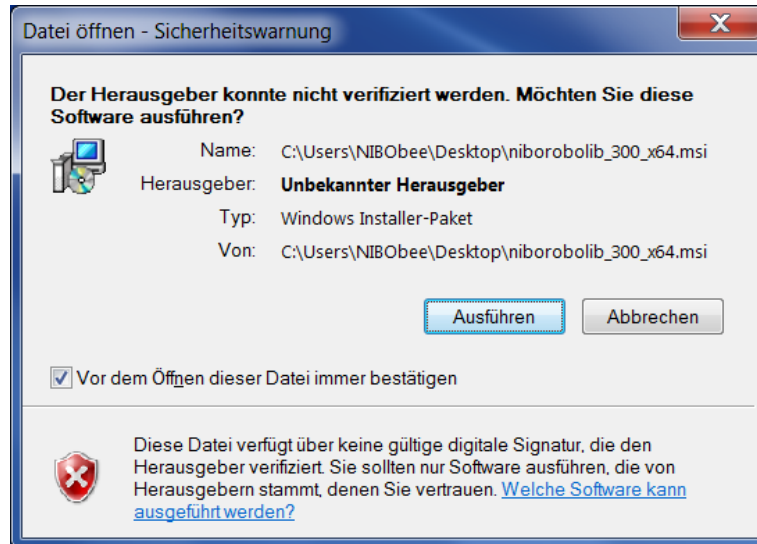 Datei öffnen - Sicherheitswarnung
Der Herausgeber konnte nicht verifiziert werden. Möchten Sie diese
Software ausführen?
Name: C:\Users\NIBObee\Desktop\niborobolib_300_x64.msi
Herausgeber: Unbekannter Herausgeber
Typ: Windows Installer-Paket
Von: C:\Users\NIBObee\Desktop\niborobolib_300_x64.msi
Ausführen Abbrechen
Vor dem Öffnen dieser Datei immer bestätigen
Diese Datei verfügt über keine gültige digitale Signatur, die den
Herausgeber verifiziert. Sie sollten nur Software ausführen, die von
Herausgebern stammt, denen Sie vertrauen. Welche Software kann
ausgeführt werden?